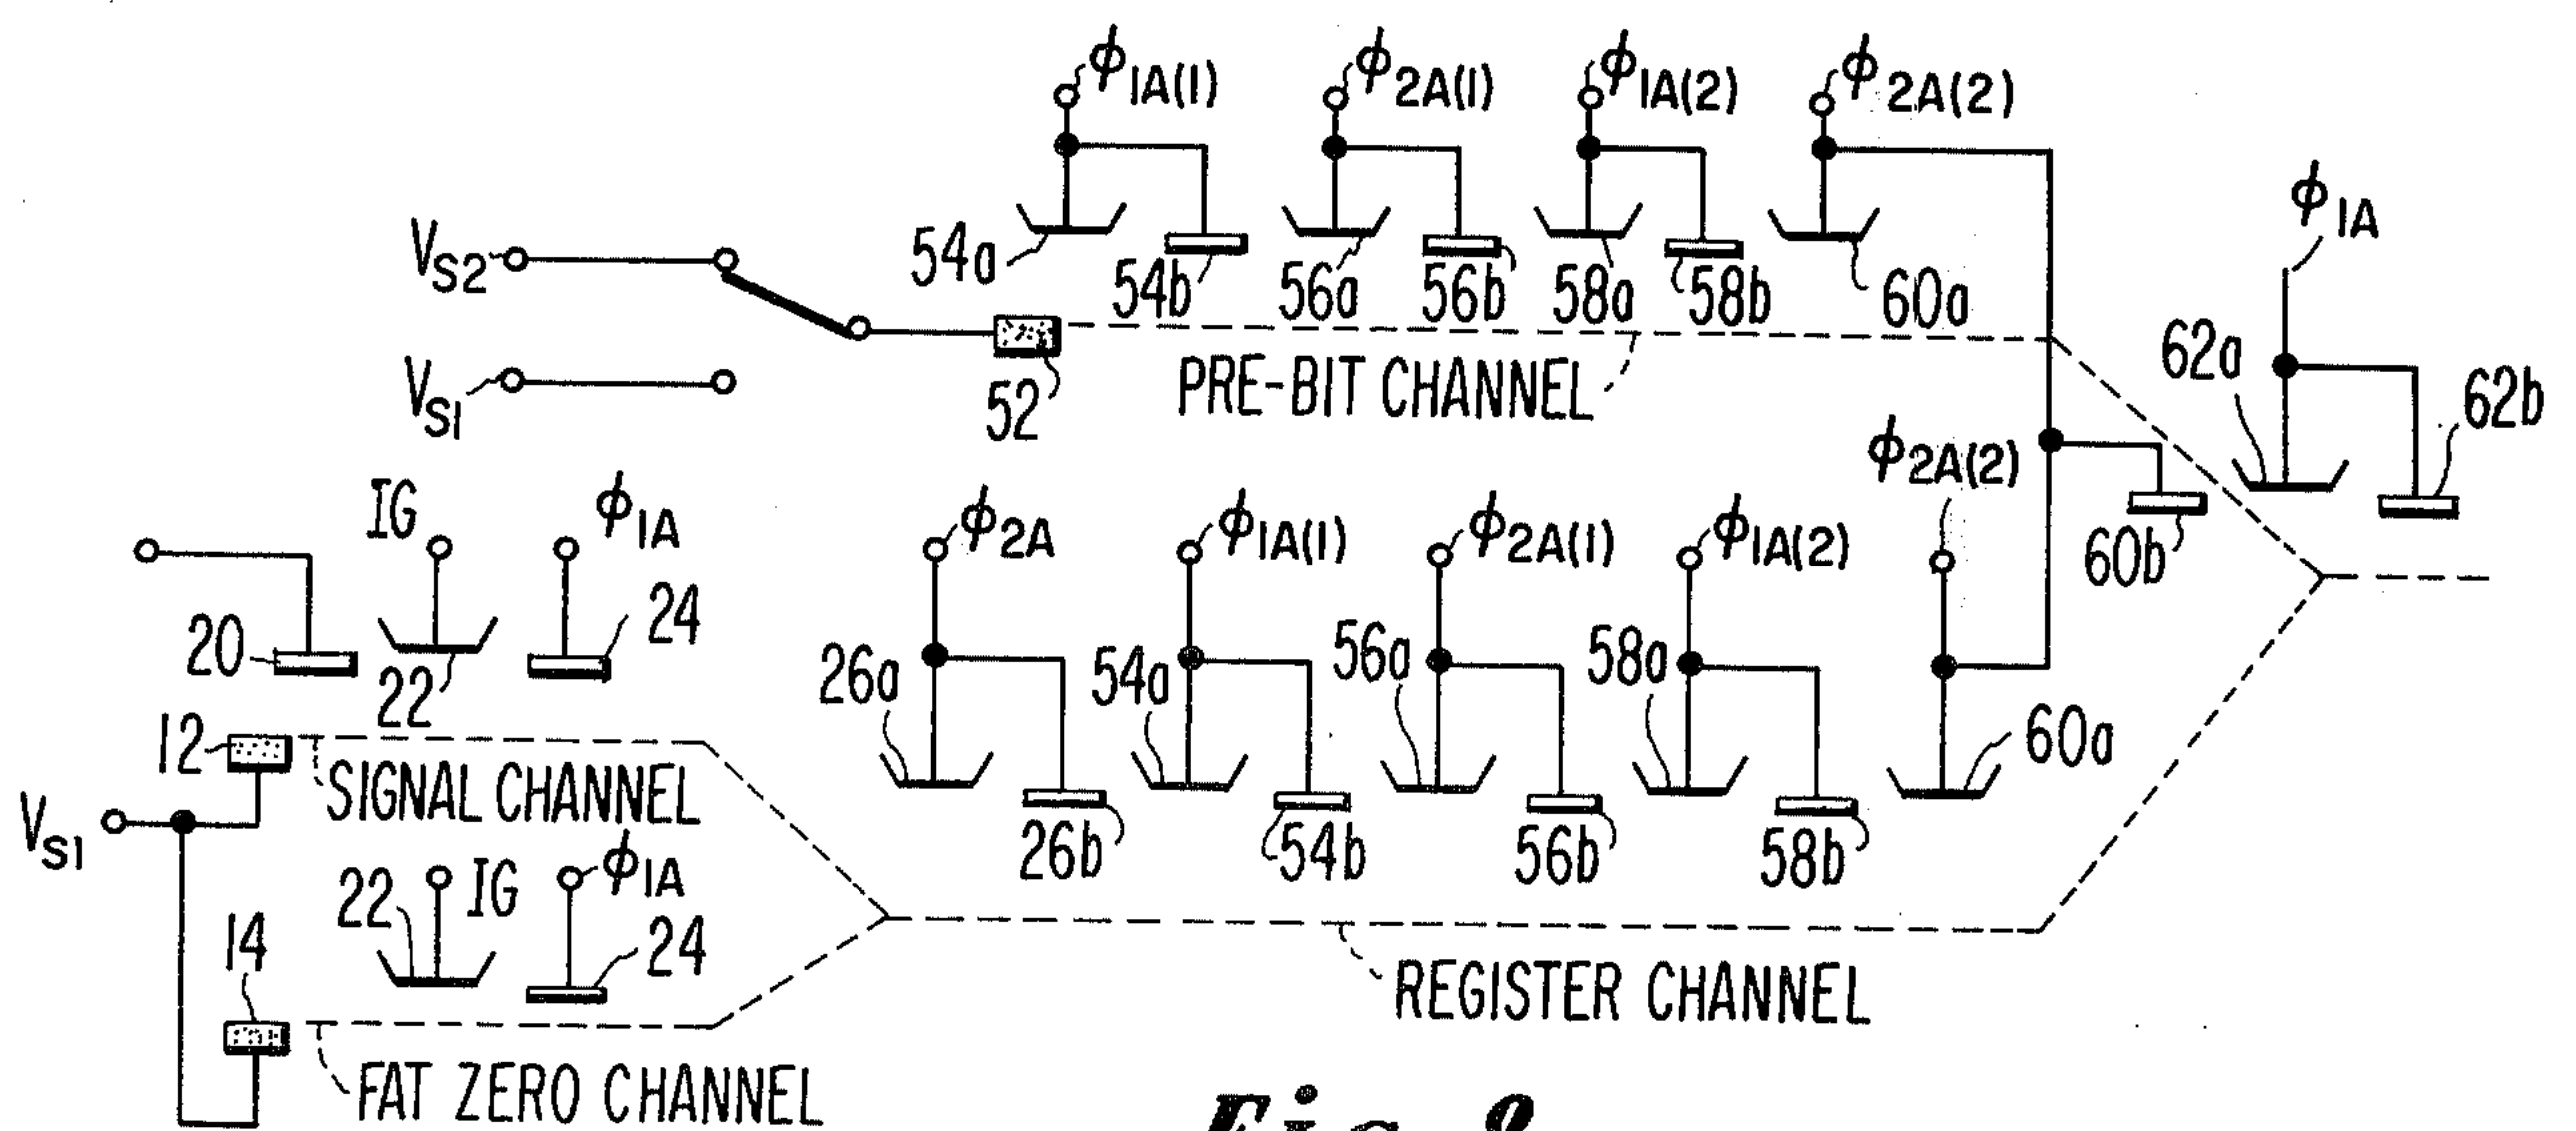 ϕ1A(1) ϕ2A(1) ϕ1A(2) ϕ2A(2)
ϕ1A
VS2
54a 54b 56a 56b 58a 58b 60a
VS1
52
PRE-BIT CHANNEL
62a
62b
IG ϕ1A
ϕ2A ϕ1A(1) ϕ2A(1) ϕ1A(2) ϕ2A(2)
60b
20 22 24
26a 54a 56a 58a 60a
12
SIGNAL CHANNEL
26b 54b 56b 58b
VS1
22 IG ϕ1A
24
14
REGISTER CHANNEL
FAT ZERO CHANNEL